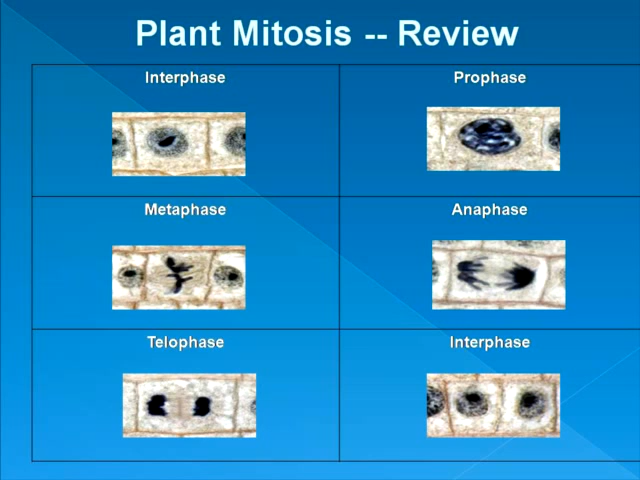 Plant Mitosis -- Review
Interphase
Prophase
Metaphase
Anaphase
Telophase
Interphase